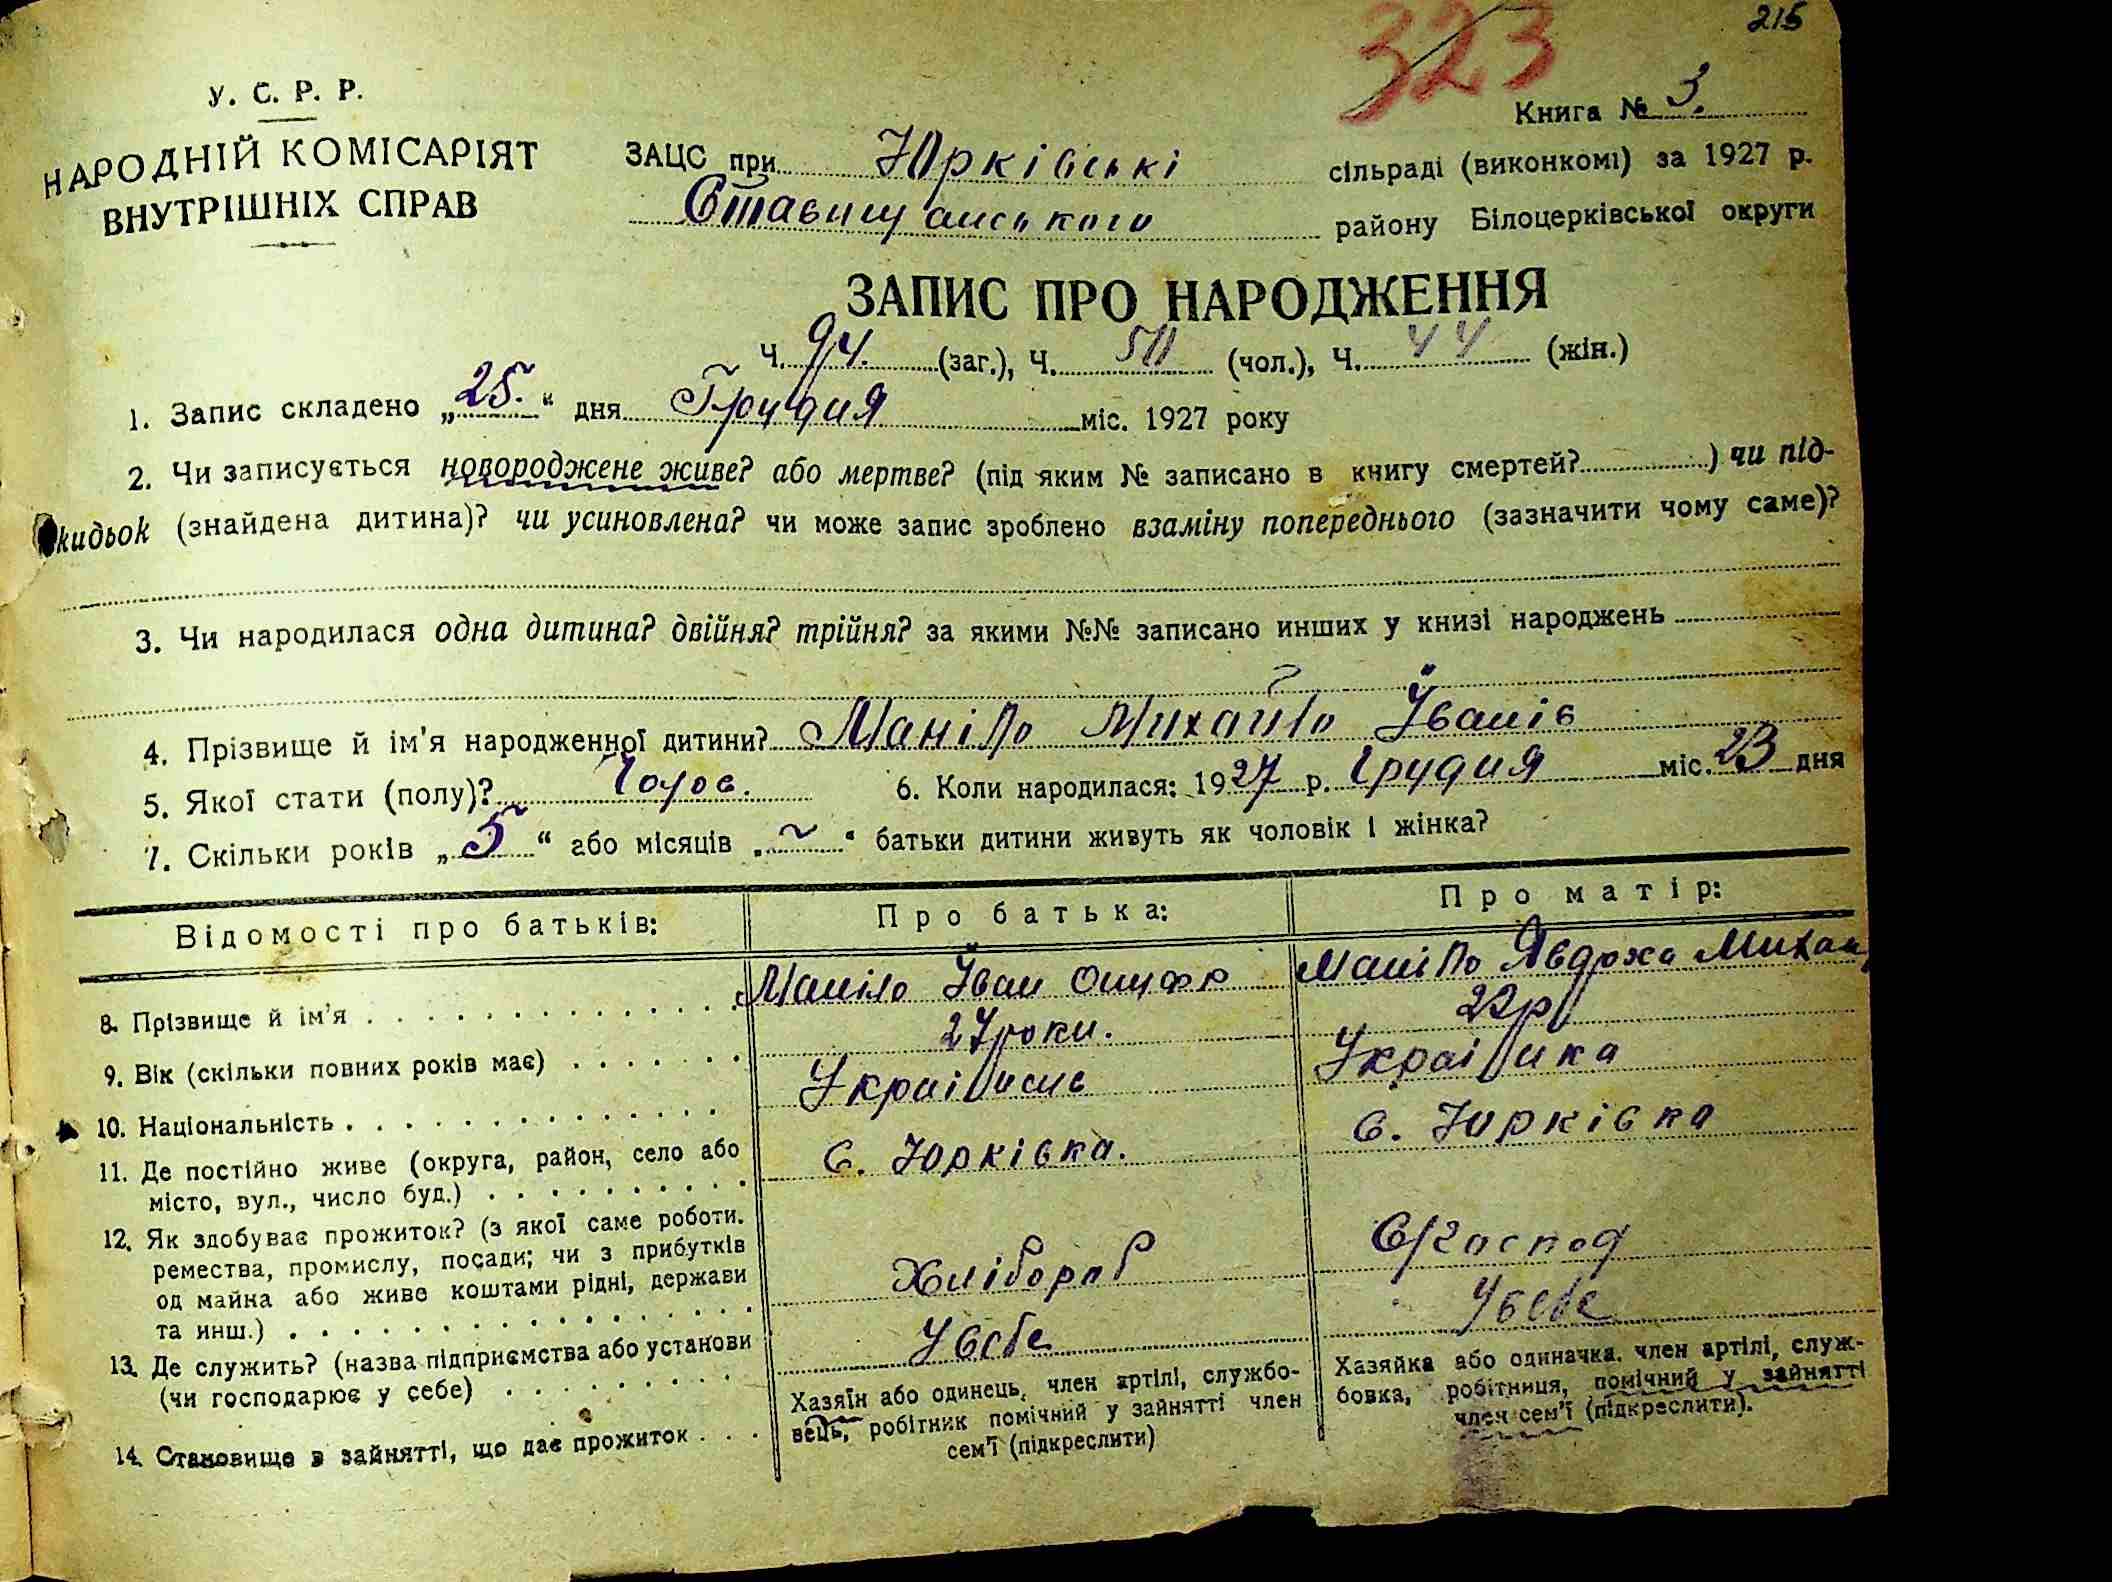 323
215
У. С. Р. Р.
НАРОДНІЙ КОМІСАРІЯТ
ВНУТРІШНІХ СПРАВ
Книга № 3.
ЗАЦС при Юрківські сільраді (виконкомі) за 1927 р.
Ставищанського району Білоцерківської округи
ЗАПИС ПРО НАРОДЖЕННЯ
Ч. 94. (заг.), Ч. 50 (чол.), Ч. 44 (жін.)
1. Запис складено „25.“ дня Грудня міс. 1927 року
2. Чи записується новороджене живе? або мертве? (під яким № записано в книгу смертей? ) чи під-
кидьок (знайдена дитина)? чи усиновлена? чи може запис зроблено взаміну попереднього (зазначити чому саме)?
3. Чи народилася одна дитина? двійня? трійня? за якими №№ записано инших у книзі народжень
4. Прізвище й ім'я народженної дитини? Маніло Михайло Іванів
5. Якої стати (полу)? Чолов. 6. Коли народилася: 1927 р. Грудня міс. 23 дня
7. Скільки років „5“ або місяців „~“ батьки дитини живуть як чоловік і жінка?
Відомості про батьків: Про батька: Про матір:
8. Прізвище й ім'я Маніло Іван Маніло Явдоха Михай
9. Вік (скільки повних років має) 24 роки. 22 р
10. Національність Українець Українка
11. Де постійно живе (округа, район, село або
місто, вул., число буд.) с. Юрківка. с. Юрківка
12. Як здобуває прожиток? (з якої саме роботи.
ремества, промислу, посади; чи з прибутків
од майна або живе коштами рідні, держави
та инш.) Хлібороб С/господ
13. Де служить? (назва підприємства або установи
(чи господарює у себе) У себе У себе
14. Становище в зайнятті, що дає прожиток
Хазяїн або одинець, член артілі, службо-
вець, робітник помічний у зайнятті член
сем'ї (підкреслити)
Хазяйка або одиначка. член артілі, служ-
бовка, робітниця, помічний у зайнятті
член сем'ї (підкреслити).